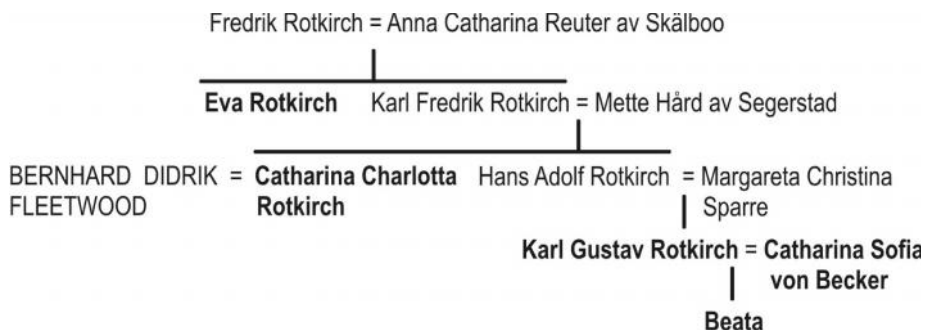 Fredrik Rotkirch = Anna Catharina Reuter av Skälboo
Eva Rotkirch Karl Fredrik Rotkirch = Mette Hård av Segerstad
BERNHARD DIDRIK = Catharina Charlotta Hans Adolf Rotkirch = Margareta Christina
FLEETWOOD Rotkirch Sparre
Karl Gustav Rotkirch = Catharina Sofia
von Becker
Beata